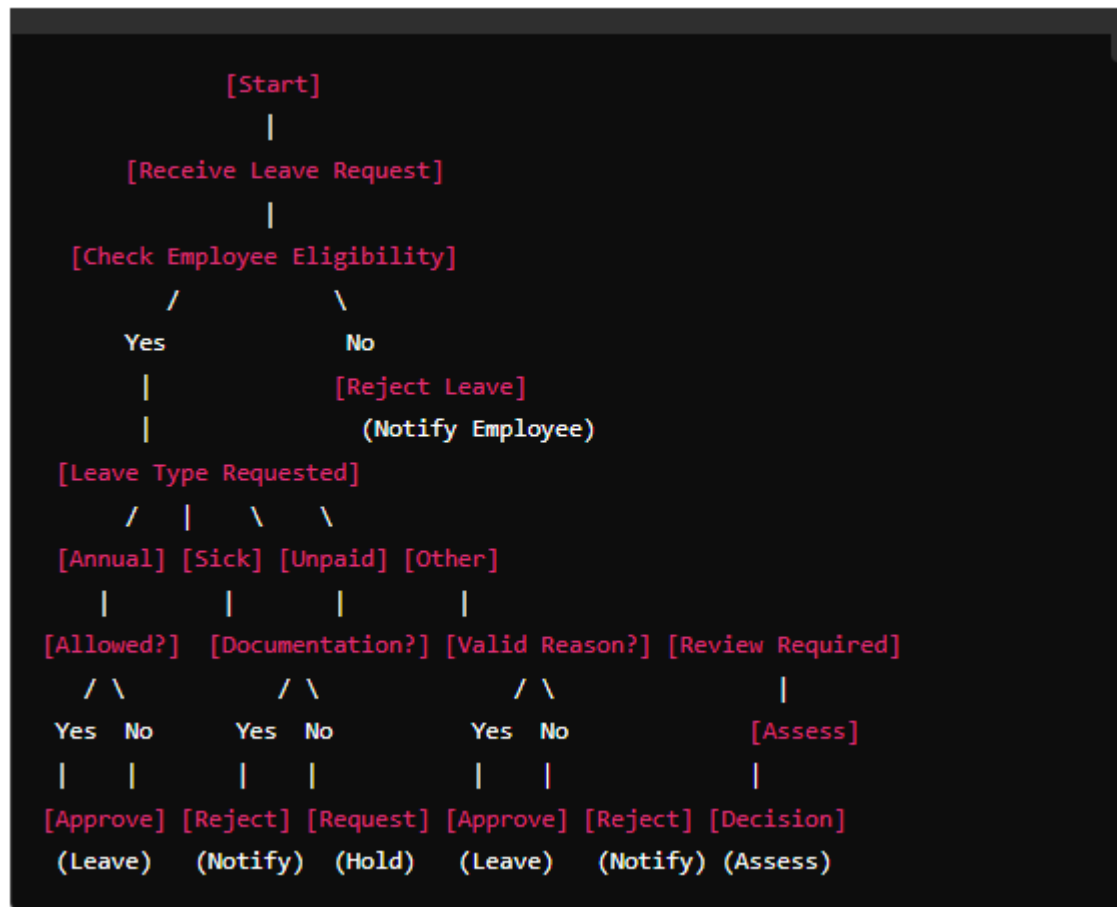 [Start]
|
[Receive Leave Request]
|
[Check Employee Eligibility]
/ \
Yes No
| [Reject Leave]
| (Notify Employee)
[Leave Type Requested]
/ | \ \
[Annual] [Sick] [Unpaid] [Other]
| | | |
[Allowed?] [Documentation?] [Valid Reason?] [Review Required]
/ \ / \ / \ |
Yes No Yes No Yes No [Assess]
| | | | | | |
[Approve] [Reject] [Request] [Approve] [Reject] [Decision]
(Leave) (Notify) (Hold) (Leave) (Notify) (Assess)